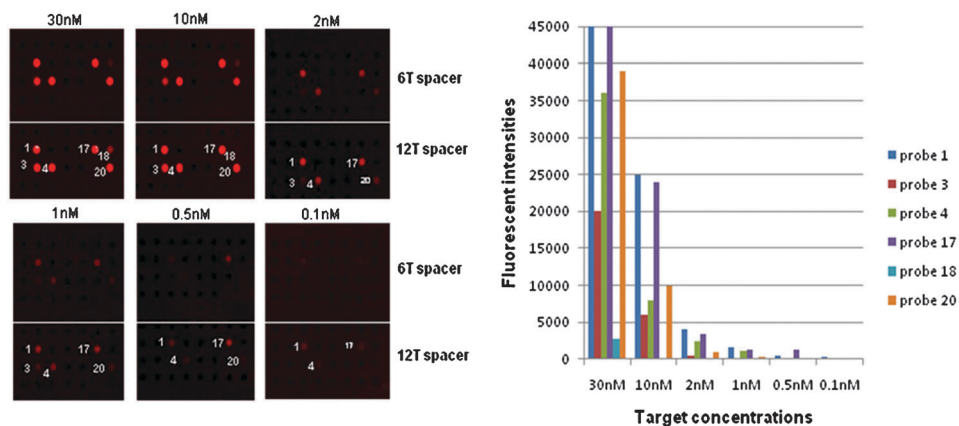 30nM 10nM 2nM
6T spacer
1 17 18 3 4 20
1 17 18 3 4 20
1 17 3 4 20
12T spacer
1nM 0.5nM 0.1nM
6T spacer
1 17 3 4 20
1 17 4 20
1 17 4
12T spacer
Fluorescent intensities
45000
40000
35000
30000
25000
20000
15000
10000
5000
0
30nM 10nM 2nM 1nM 0.5nM 0.1nM
Target concentrations
probe 1
probe 3
probe 4
probe 17
probe 18
probe 20